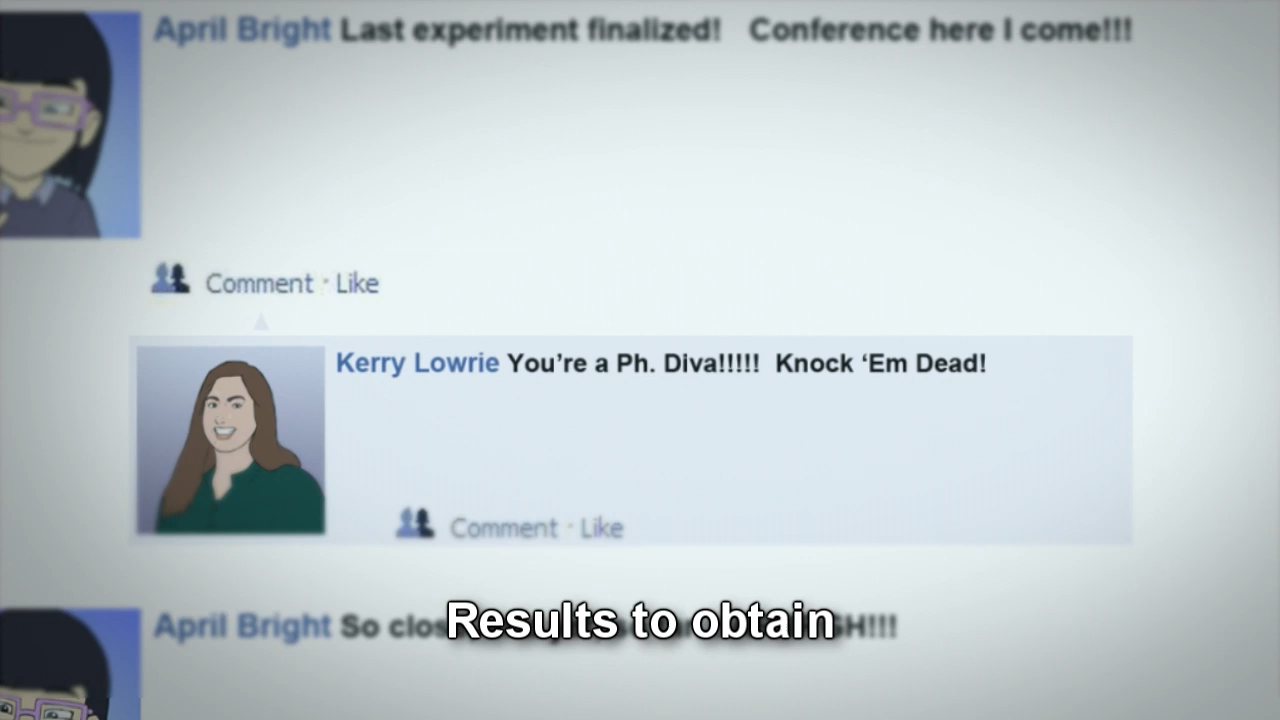 April Bright Last experiment finalized! Conference here I come!!!
Comment · Like
Kerry Lowrie You’re a Ph. Diva!!!!! Knock ‘Em Dead!
Comment · Like
April Bright So
Results to obtain